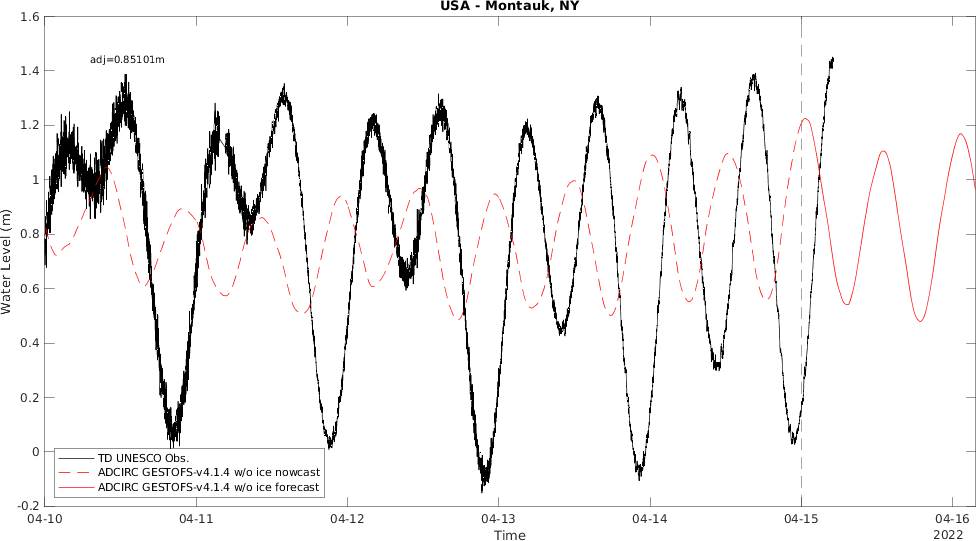 USA - Montauk, NY
adj=0.85101m
Water Level (m)
1.6
1.4
1.2
1
0.8
0.6
0.4
0.2
0
-0.2
TD UNESCO Obs.
ADCIRC GESTOFS-v4.1.4 w/o ice nowcast
ADCIRC GESTOFS-v4.1.4 w/o ice forecast
04-10 04-11 04-12 04-13 04-14 04-15 04-16
Time
2022